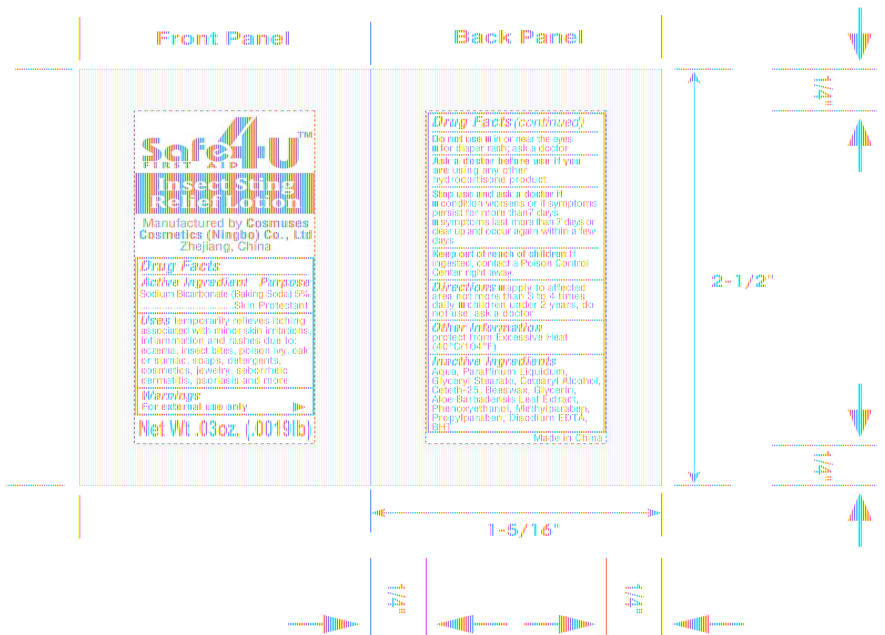 Front Panel
Back Panel
Safe4U™
FIRST AID
Insect Sting
Relief Lotion
Manufactured by Cosmuses
Cosmetics (Ningbo) Co., Ltd
Zhejiang, China
Drug Facts
Active Ingredient Purpose
Sodium Bicarbonate (Baking Soda) 5%
..............................Skin Protectant
Uses temporarily relieves itching
associated with minor skin irritations,
inflammation and rashes due to:
eczema, insect bites, poison ivy, oak
or sumac, soaps, detergents,
cosmetics, jewelry, seborrheic
dermatitis, psoriasis and more
Warnings
For external use only
Net Wt .03oz. (.0019lb)
Drug Facts (continued)
Do not use ■ in or near the eyes
■ for diaper rash; ask a doctor
Ask a doctor before use if you
are using any other
hydrocortisone product
Stop use and ask a doctor if
■ condition worsens or if symptoms
persist for more than 7 days
■ symptoms last more than 7 days or
clear up and occur again within a few
days
Keep out of reach of children If
ingested, contact a Poison Control
Center right away.
Directions ■ apply to affected
area not more than 3 to 4 times
daily ■ children under 2 years, do
not use, ask a doctor
Other Information
protect from Excessive Heat
(40°C/104°F)
Inactive Ingredients
Aqua, Paraffinum Liquidum,
Glyceryl Stearate, Cetearyl Alcohol,
Ceteth-25, Beeswax, Glycerin,
Aloe Barbadensis Leaf Extract,
Phenoxyethanol, Methylparaben,
Propylparaben, Disodium EDTA,
BHT
Made in China
1/4"
2-1/2"
1/4"
1-5/16"
1/4"
1/4"